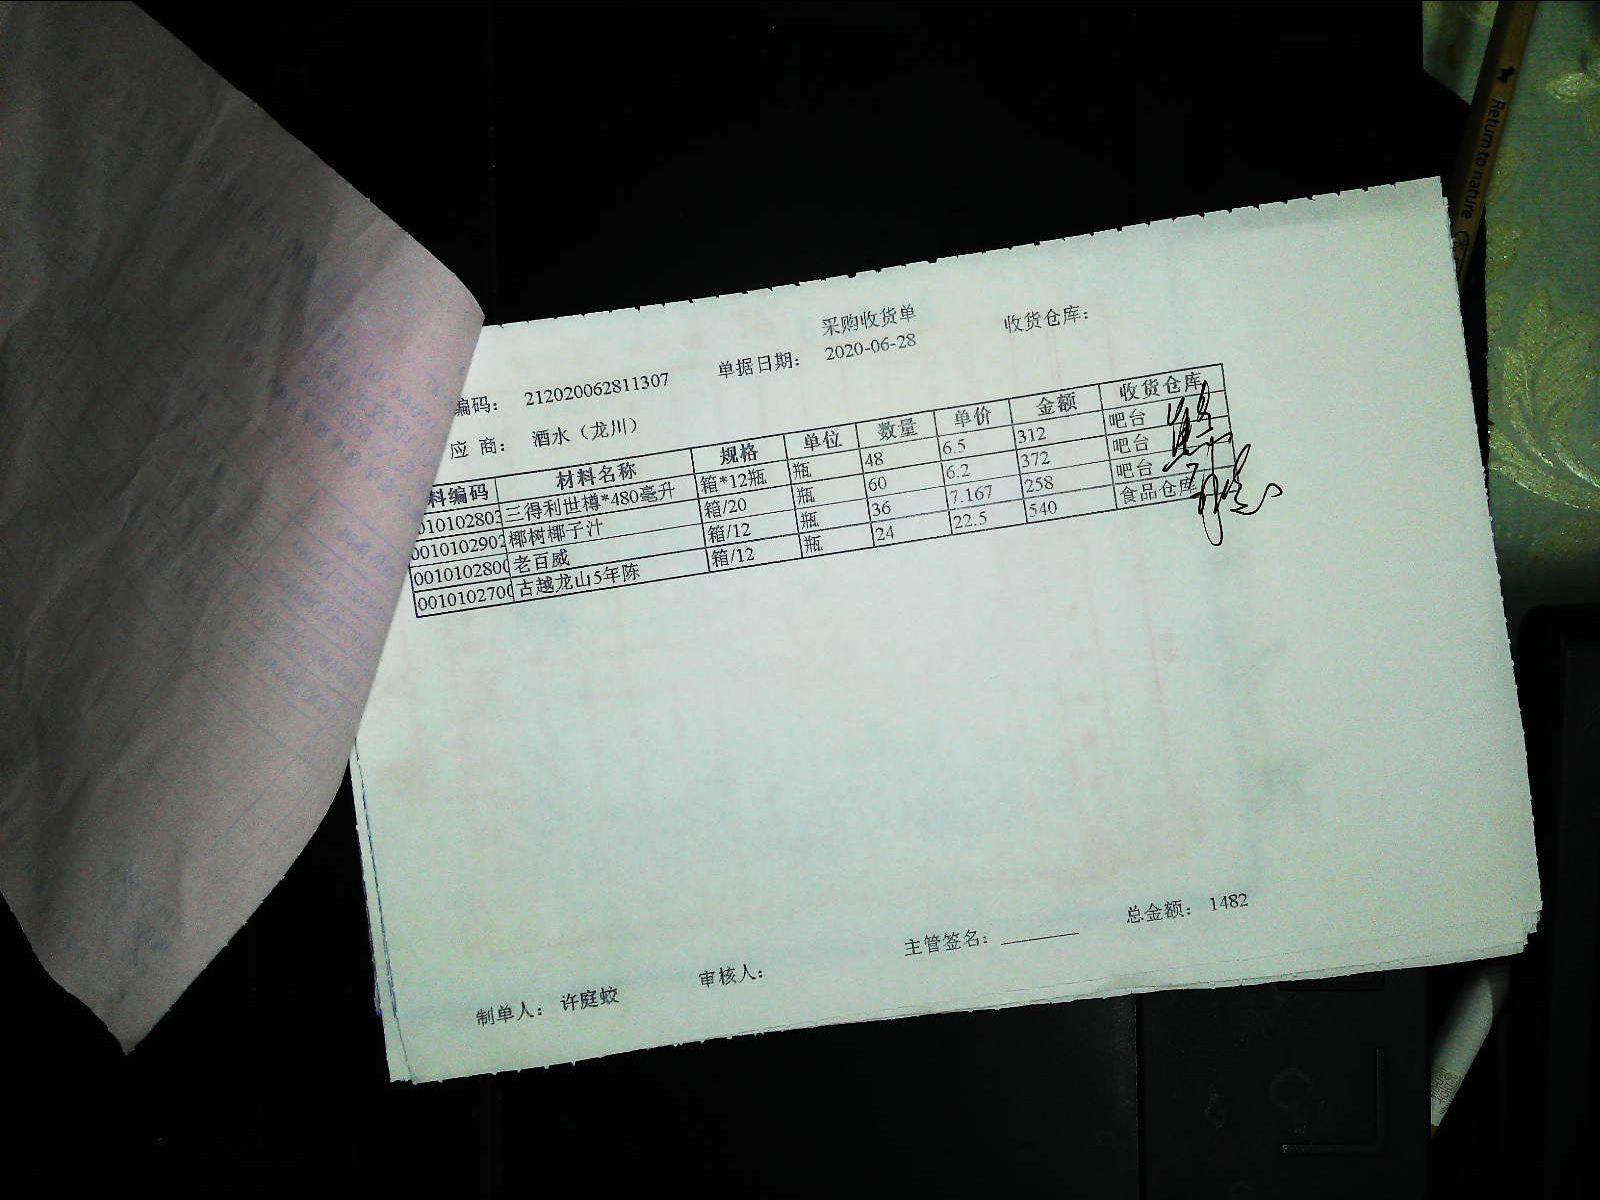 采购收货单
编码： 212020062811307 单据日期： 2020-06-28 收货仓库：
应 商： 酒水（龙川）
料编码 材料名称 规格 单位 数量 单价 金额 收货仓库
010102803 三得利世樽*480毫升 箱*12瓶 瓶 48 6.5 312 吧台
0010102902 椰树椰子汁 箱/20 瓶 60 6.2 372 吧台
001010280 老百威 箱/12 瓶 36 7.167 258 吧台
001010270 古越龙山5年陈 箱/12 瓶 24 22.5 540 食品仓库
总金额： 1482
制单人： 许庭蛟 审核人： 主管签名：
Return to nature